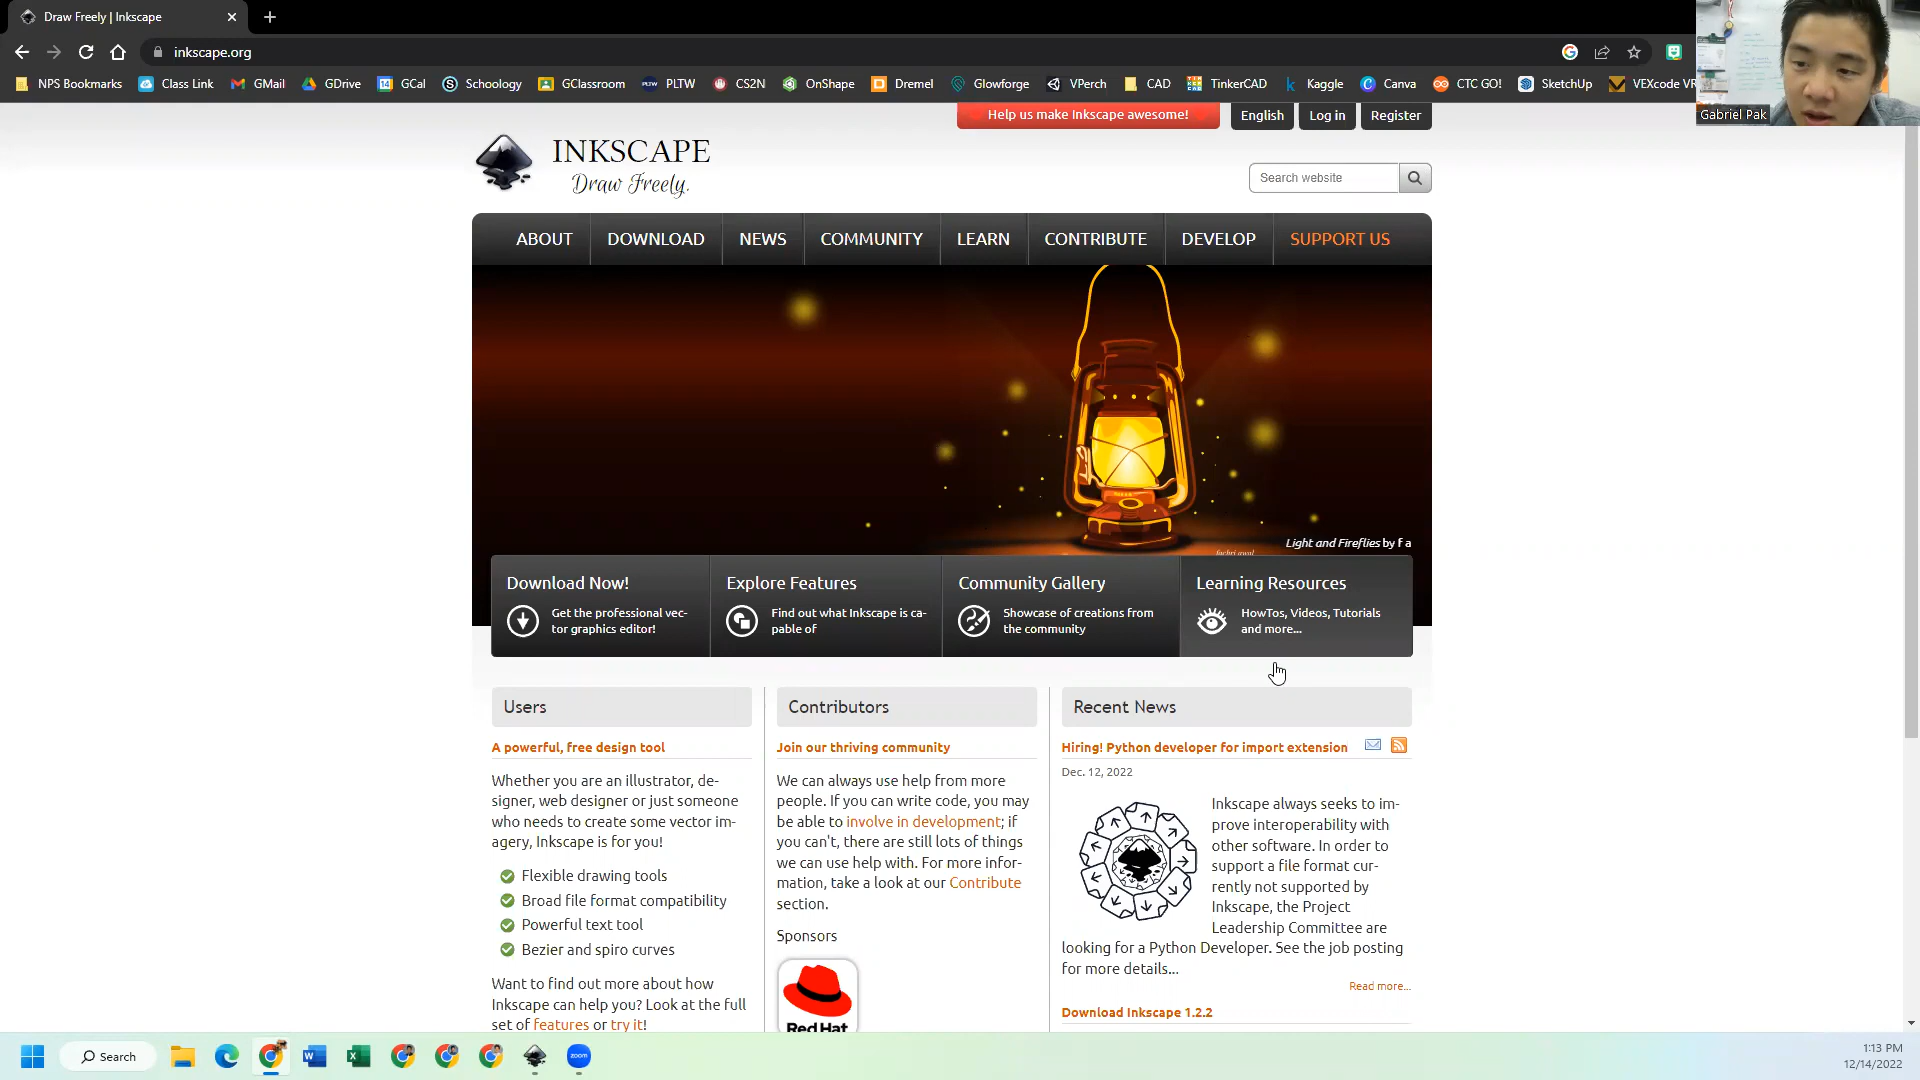 Draw Freely | Inkscape
inkscape.org
NPS Bookmarks Class Link GMail GDrive GCal Schoology GClassroom PLTW CS2N OnShape Dremel Glowforge VPerch CAD TinkerCAD Kaggle Canva CTC GO! SketchUp VEXcode VR
Gabriel Pak
Help us make Inkscape awesome! English Log in Register
INKSCAPE
Draw Freely.
Search website
ABOUT DOWNLOAD NEWS COMMUNITY LEARN CONTRIBUTE DEVELOP SUPPORT US
Light and Fireflies by f a
Download Now!
Get the professional vec-
tor graphics editor!
Explore Features
Find out what Inkscape is ca-
pable of
Community Gallery
Showcase of creations from
the community
Learning Resources
HowTos, Videos, Tutorials
and more...
Users
A powerful, free design tool
Whether you are an illustrator, de-
signer, web designer or just someone
who needs to create some vector im-
agery, Inkscape is for you!
Flexible drawing tools
Broad file format compatibility
Powerful text tool
Bezier and spiro curves
Want to find out more about how
Inkscape can help you? Look at the full
set of features or try it!
Contributors
Join our thriving community
We can always use help from more
people. If you can write code, you may
be able to involve in development; if
you can't, there are still lots of things
we can use help with. For more infor-
mation, take a look at our Contribute
section.
Sponsors
Red Hat
Recent News
Hiring! Python developer for import extension
Dec. 12, 2022
Inkscape always seeks to im-
prove interoperability with
other software. In order to
support a file format cur-
rently not supported by
Inkscape, the Project
Leadership Committee are
looking for a Python Developer. See the job posting
for more details...
Read more...
Download Inkscape 1.2.2
Search
zoom
1:13 PM
12/14/2022